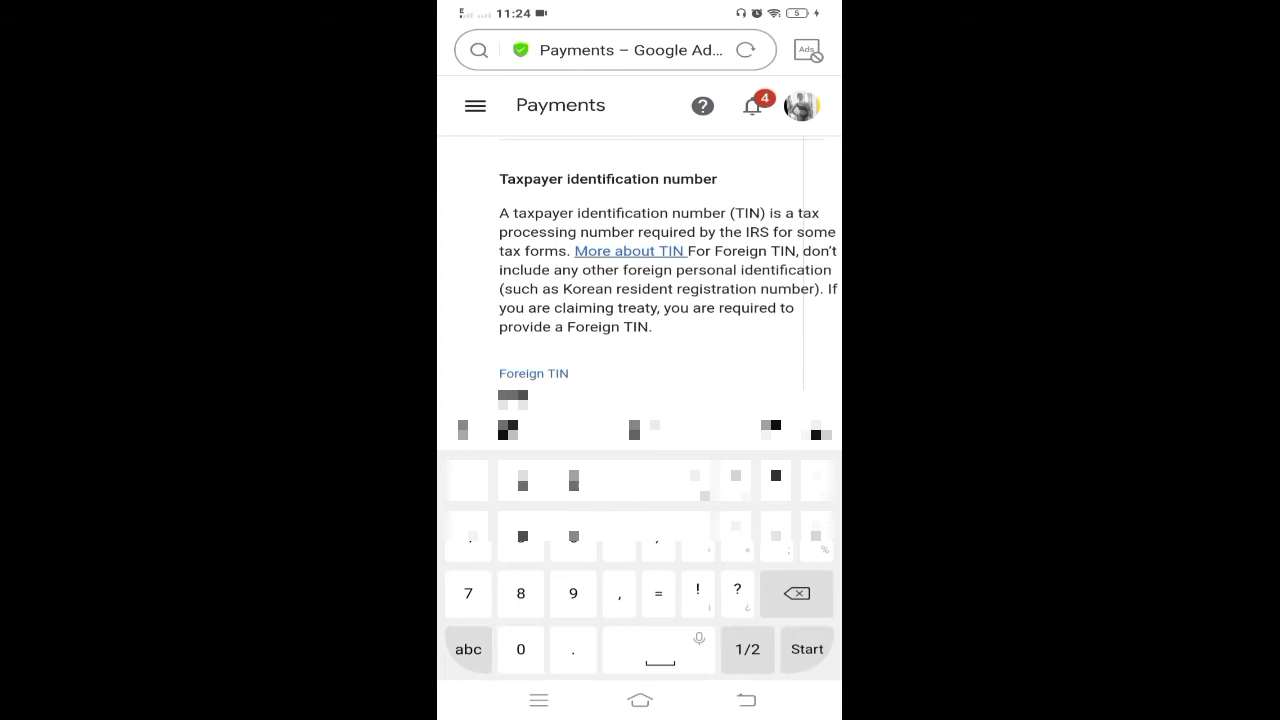 E 11:24 5
Payments – Google Ad... Ads
Payments 4
Taxpayer identification number
A taxpayer identification number (TIN) is a tax
processing number required by the IRS for some
tax forms. More about TIN For Foreign TIN, don't
include any other foreign personal identification
(such as Korean resident registration number). If
you are claiming treaty, you are required to
provide a Foreign TIN.
Foreign TIN
‹ « ; %
7 8 9 , = ! ¡ ? ¿
abc 0 . 1/2 Start